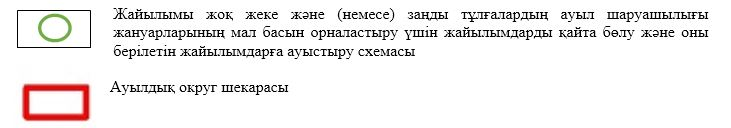 Жайылымы жоқ жеке және (немесе) заңды тұлғалардың ауыл шаруашылығы
жануарларының мал басын орналастыру үшін жайылымдарды қайта бөлу және оны
берілетін жайылымдарға ауыстыру схемасы
Ауылдық округ шекарасы